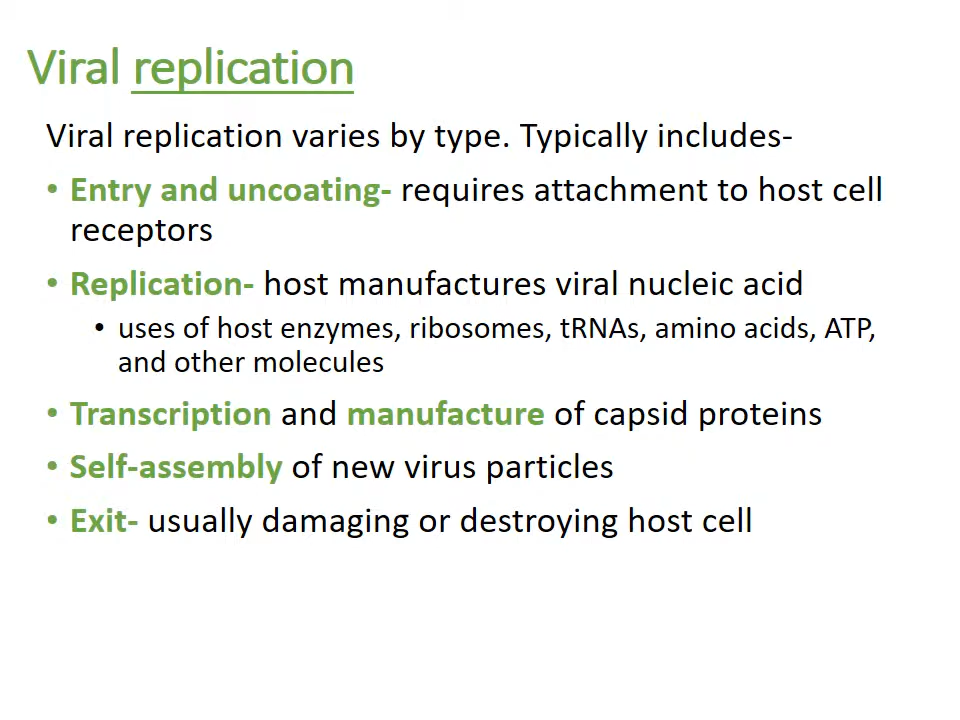 Viral replication
Viral replication varies by type. Typically includes-
• Entry and uncoating- requires attachment to host cell
receptors
• Replication- host manufactures viral nucleic acid
• uses of host enzymes, ribosomes, tRNAs, amino acids, ATP,
and other molecules
• Transcription and manufacture of capsid proteins
• Self-assembly of new virus particles
• Exit- usually damaging or destroying host cell